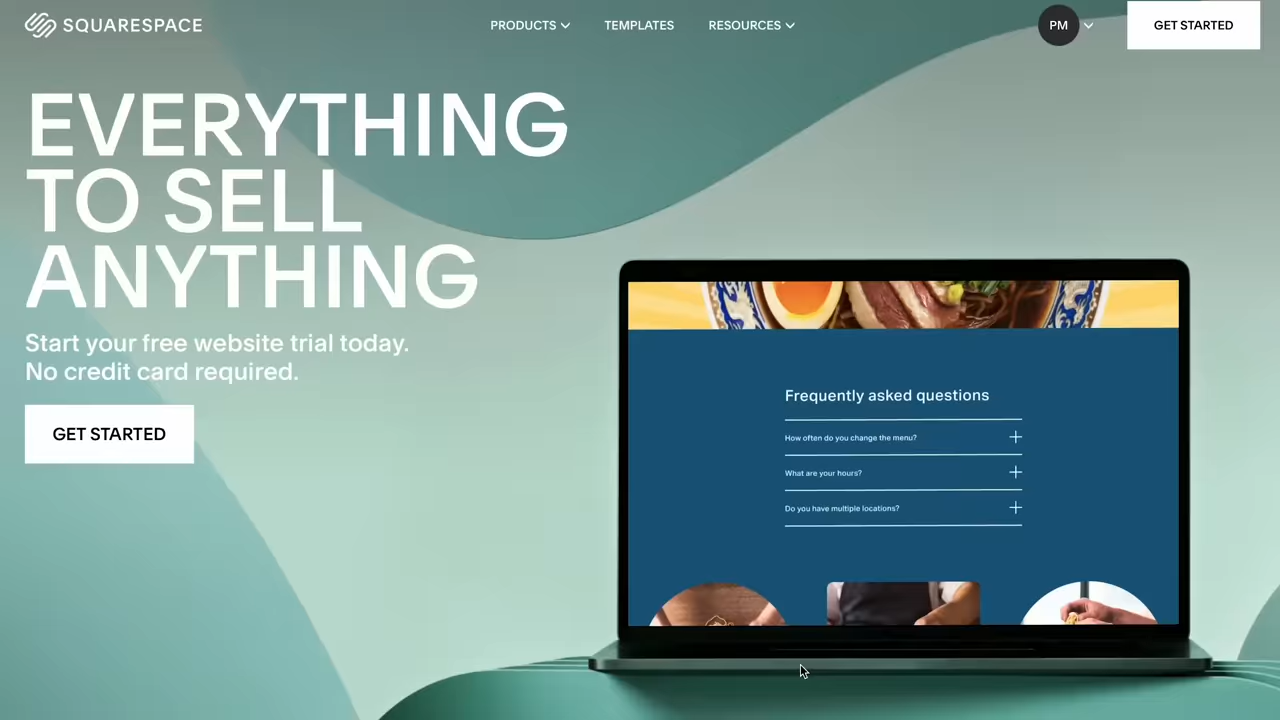 SQUARESPACE
PRODUCTS
TEMPLATES
RESOURCES
PM
GET STARTED
EVERYTHING
TO SELL
ANYTHING
Start your free website trial today.
No credit card required.
GET STARTED
Frequently asked questions
How often do you change the menu?
What are your hours?
Do you have multiple locations?